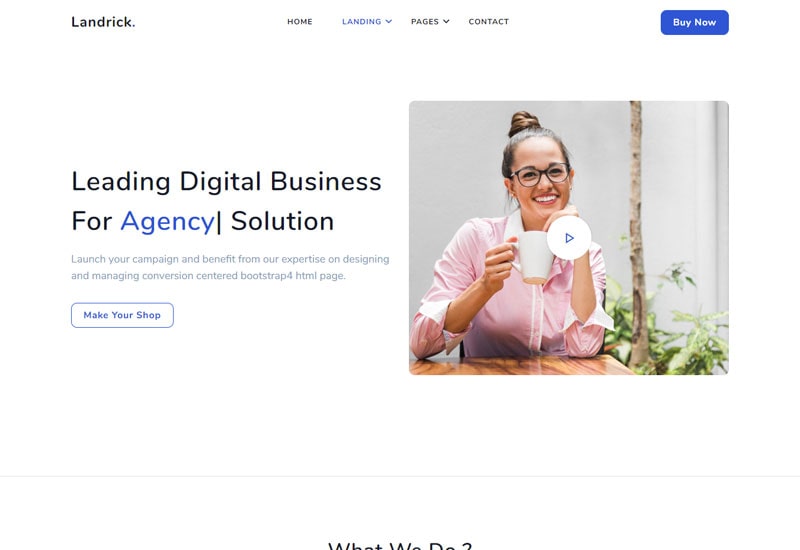 Landrick.
HOME
LANDING
PAGES
CONTACT
Buy Now
Leading Digital Business
For Agency| Solution
Launch your campaign and benefit from our expertise on designing
and managing conversion centered bootstrap4 html page.
Make Your Shop
What We Do ?